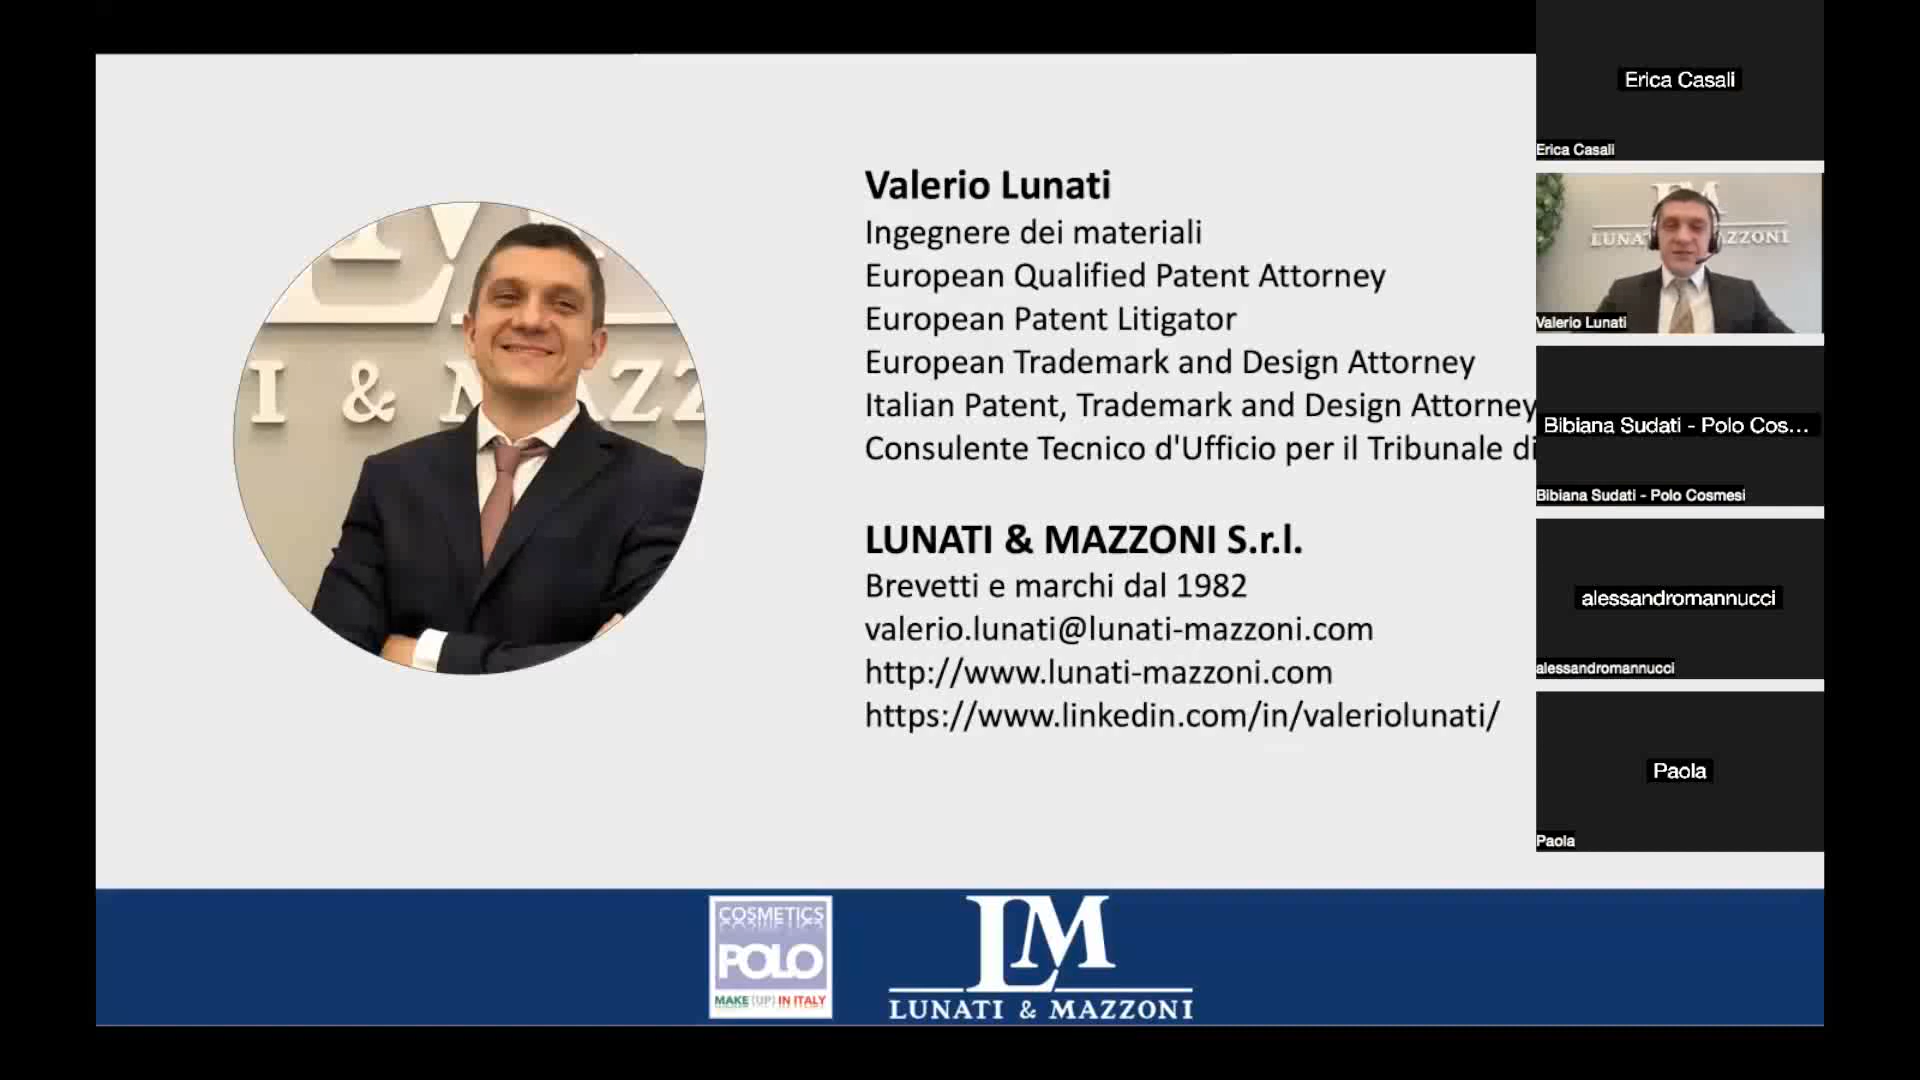 Valerio Lunati
Ingegnere dei materiali
European Qualified Patent Attorney
European Patent Litigator
European Trademark and Design Attorney
Italian Patent, Trademark and Design Attorney
Consulente Tecnico d'Ufficio per il Tribunale di
LUNATI & MAZZONI S.r.l.
Brevetti e marchi dal 1982
valerio.lunati@lunati-mazzoni.com
http://www.lunati-mazzoni.com
https://www.linkedin.com/in/valeriolunati/
I & MAZZ
Erica Casali
Erica Casali
LUNA
ZZONI
Valerio Lunati
Bibiana Sudati - Polo Cos...
Bibiana Sudati - Polo Cosmesi
alessandromannucci
alessandromannucci
Paola
Paola
COSMETICS
POLO
MAKE (UP) IN ITALY
LM
LUNATI & MAZZONI